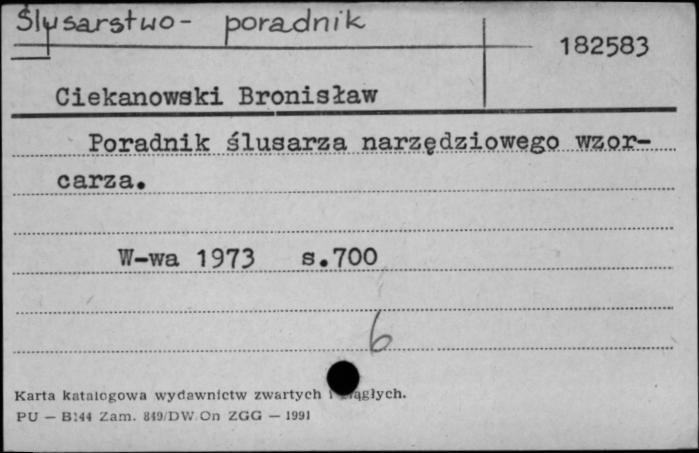 Ślusarstwo - poradnik
182583
Ciekanowski Bronisław
Poradnik ślusarza narzędziowego wzor-
carza.
W-wa 1973 s.700
6
Karta katalogowa wydawnictw zwartych i ągłych.
PU — B144 Zam. 849/DW On ZGG — 1991